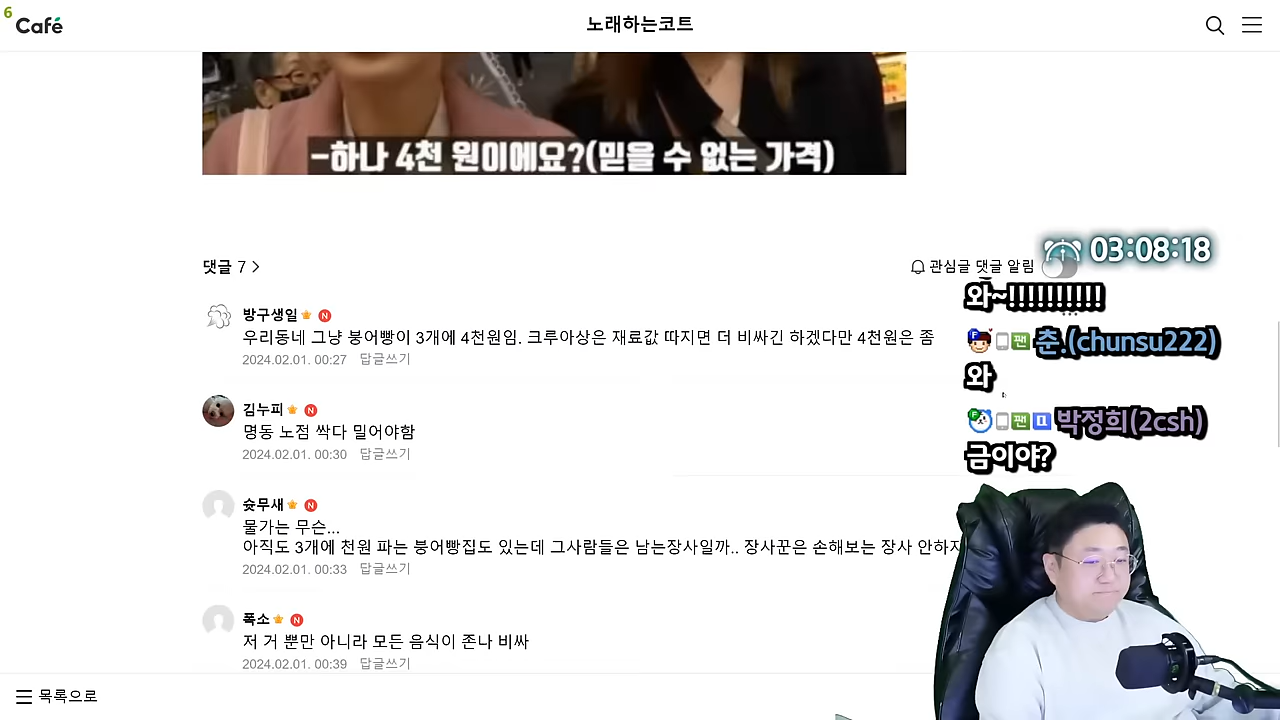 6
Café
노래하는코트
-하나 4천 원이에요?(믿을 수 없는 가격)
댓글 7
관심글 댓글 알림
03:08:18
와~!!!!!!!!!!!
방구생일
우리동네 그냥 붕어빵이 3개에 4천원임. 크루아상은 재료값 따지면 더 비싸긴 하겠다만 4천원은 좀
2024.02.01. 00:27 답글쓰기
춘.(chunsu222)
와
김누피
명동 노점 싹다 밀어야함
2024.02.01. 00:30 답글쓰기
박정희(2csh)
금이야?
슛무새
물가는 무슨...
아직도 3개에 천원 파는 붕어빵집도 있는데 그사람들은 남는장사일까.. 장사꾼은 손해보는 장사 안하지
2024.02.01. 00:33 답글쓰기
폭소
저 거 뿐만 아니라 모든 음식이 존나 비싸
2024.02.01. 00:39 답글쓰기
목록으로